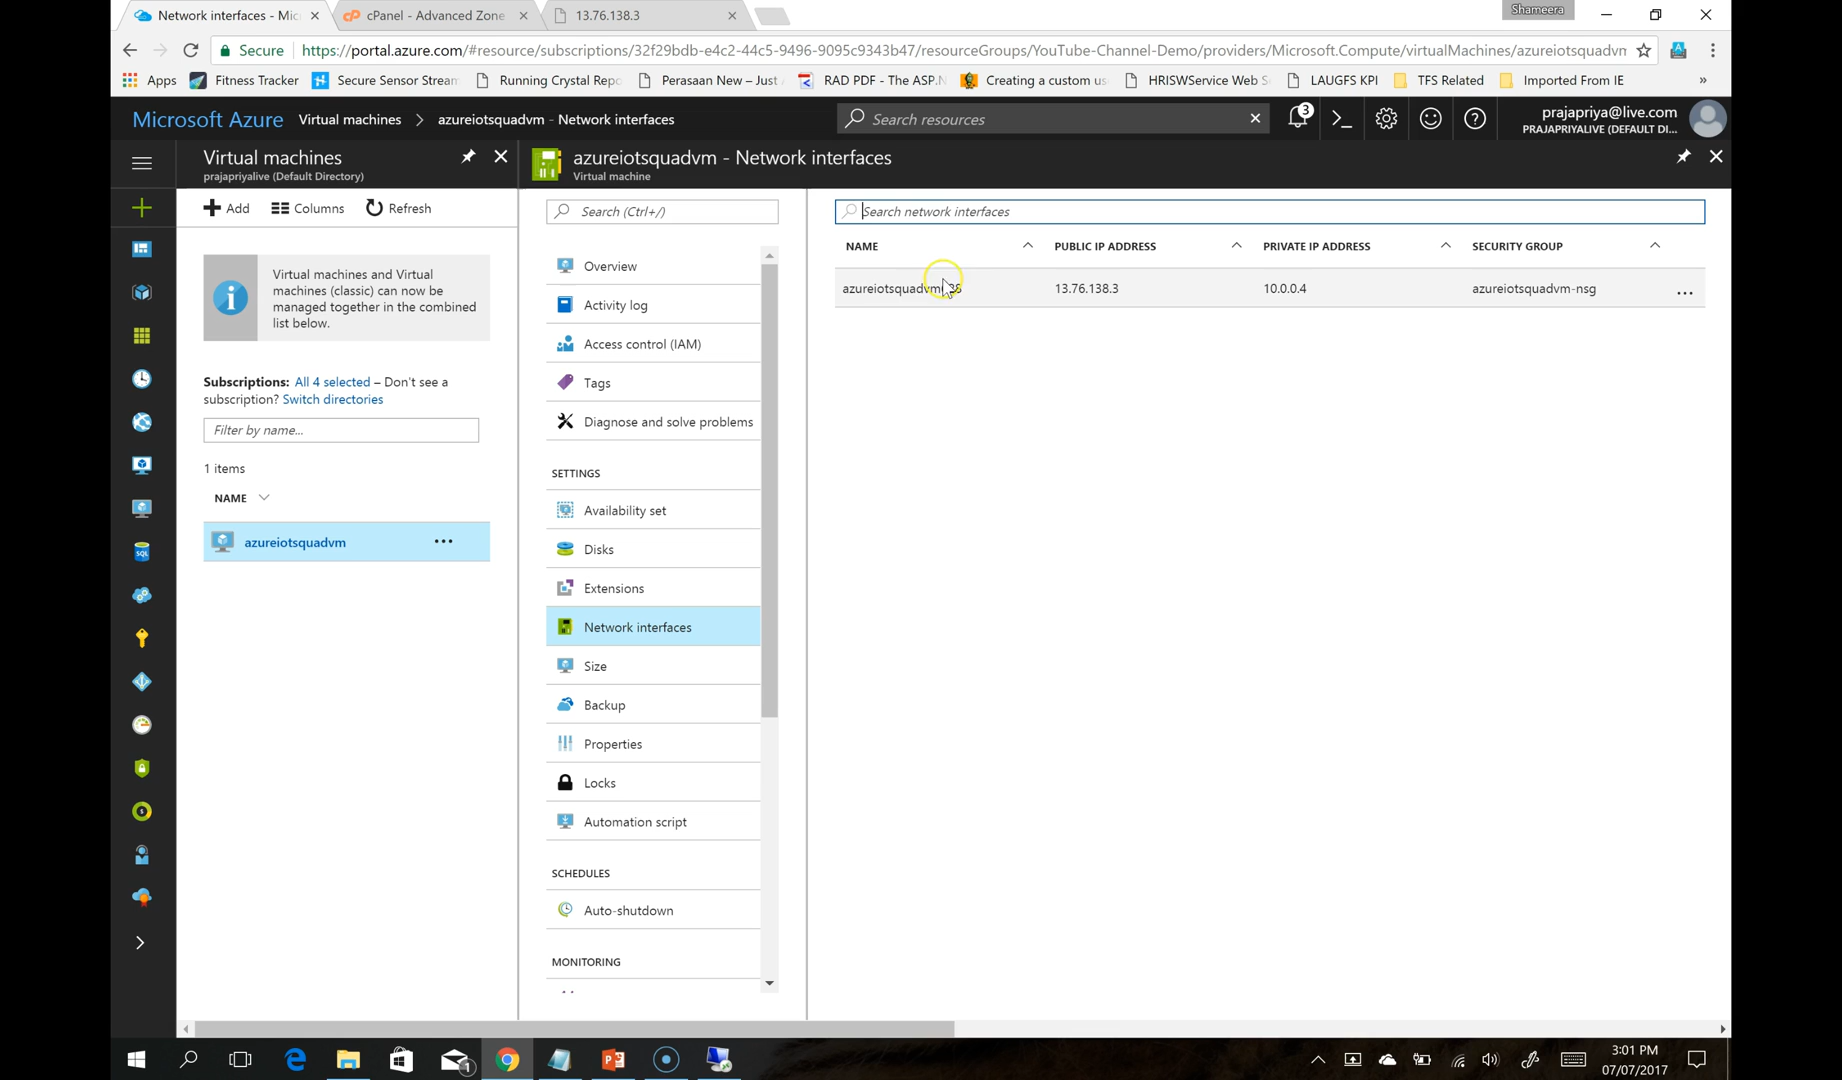 Network interfaces - Mic
cPanel - Advanced Zone
13.76.138.3
Shameera
Secure
https://portal.azure.com/#resource/subscriptions/32f29bdb-e4c2-44c5-9496-9095c9343b47/resourceGroups/YouTube-Channel-Demo/providers/Microsoft.Compute/virtualMachines/azureiotsquadvm
Apps
Fitness Tracker
Secure Sensor Stream
Running Crystal Repo
Perasaan New – Just
RAD PDF - The ASP.N
Creating a custom us
HRISWService Web S
LAUGFS KPI
TFS Related
Imported From IE
»
Microsoft Azure
Virtual machines > azureiotsquadvm - Network interfaces
Search resources
3
prajapriya@live.com
PRAJAPRIYALIVE (DEFAULT DI...
Virtual machines
prajapriyalive (Default Directory)
azureiotsquadvm - Network interfaces
Virtual machine
Add
Columns
Refresh
Virtual machines and Virtual
machines (classic) can now be
managed together in the combined
list below.
Subscriptions: All 4 selected – Don't see a
subscription? Switch directories
Filter by name...
1 items
NAME
azureiotsquadvm
...
Search (Ctrl+/)
Overview
Activity log
Access control (IAM)
Tags
Diagnose and solve problems
SETTINGS
Availability set
Disks
Extensions
Network interfaces
Size
Backup
Properties
Locks
Automation script
SCHEDULES
Auto-shutdown
MONITORING
Search network interfaces
NAME
PUBLIC IP ADDRESS
PRIVATE IP ADDRESS
SECURITY GROUP
13.76.138.3
10.0.0.4
azureiotsquadvm-nsg
...
SQL
1
3:01 PM
07/07/2017